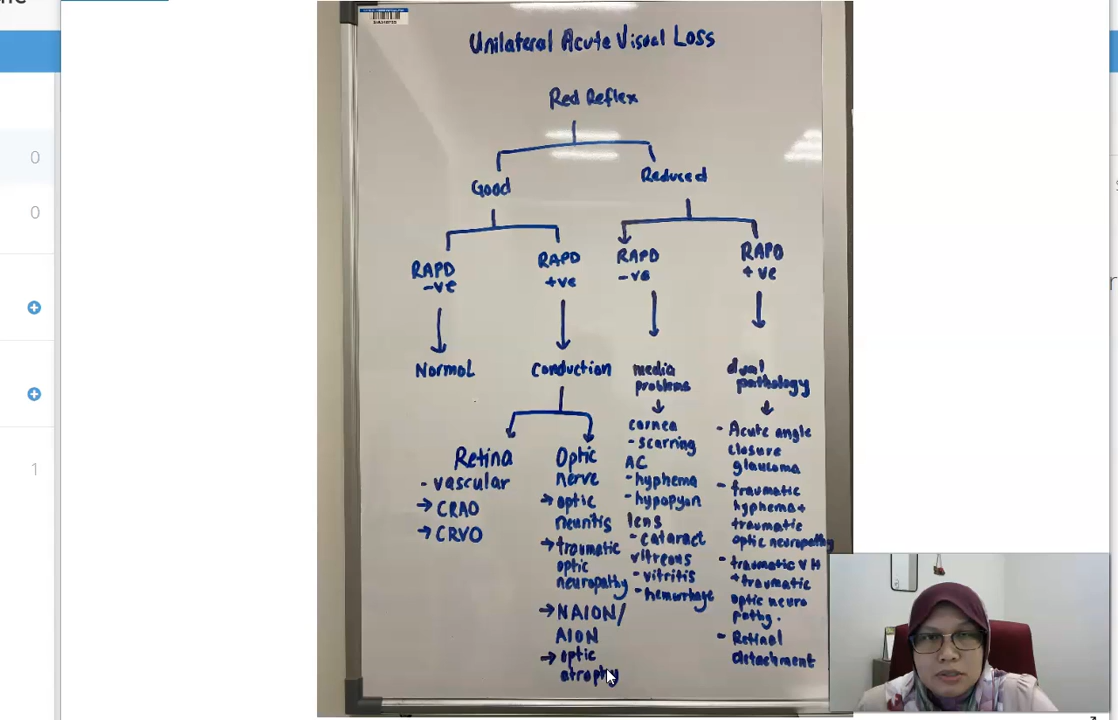 Unilateral Acute Visual Loss
Red Reflex
Good
Reduced
RAPD
-ve
RAPD
+ve
RAPD
-ve
RAPD
+ve
Normal
conduction
media
problems
dual
pathology
Retina
- vascular
→ CRAO
→ CRVO
Optic
nerve
→ optic
neuritis
→ traumatic
optic
neuropathy
→ NAION/
AION
→ optic
atrophy
cornea
- scarring
AC
- hyphema
- hypopyon
lens
- cataract
vitreous
- vitritis
- hemorrhage
- Acute angle
closure
glaucoma
- traumatic
hyphema +
traumatic
optic neuropathy
- traumatic VH
+ traumatic
optic neuro
pathy.
- Retinal
detachment
0
0
1